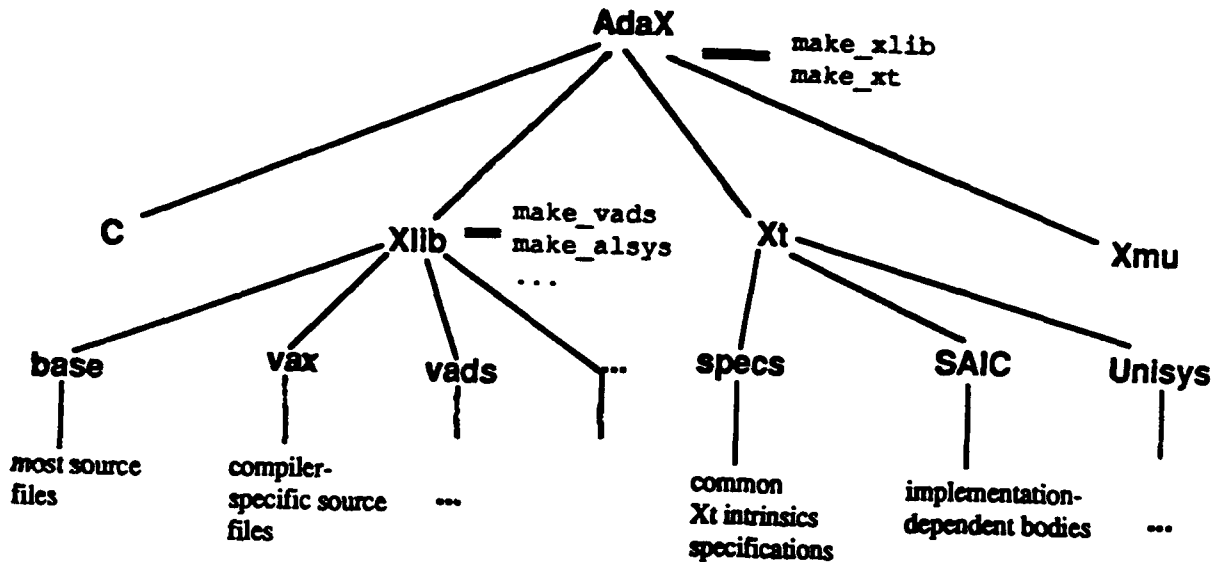 AdaX
make_xlib
make_xt
C
Xlib
make_vads
make_alsys
...
Xt
Xmu
base
vax
vads
...
specs
SAIC
Unisys
most source
files
compiler-
specific source
files
...
common
Xt intrinsics
specifications
implementation-
dependent bodies
...